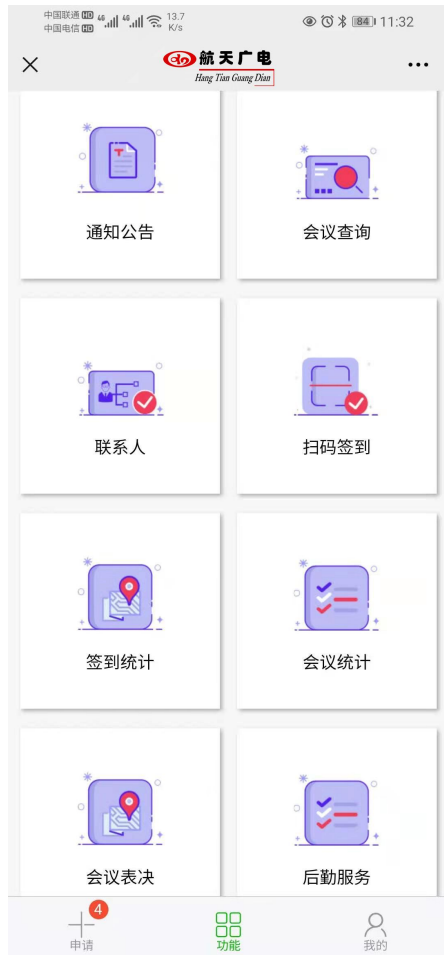 中国联通 HD 46 46 13.7
中国电信 HD K/s
84 11:32
航天广电
Hang Tian Guang Dian
通知公告
会议查询
联系人
扫码签到
签到统计
会议统计
会议表决
后勤服务
4
申请
功能
我的